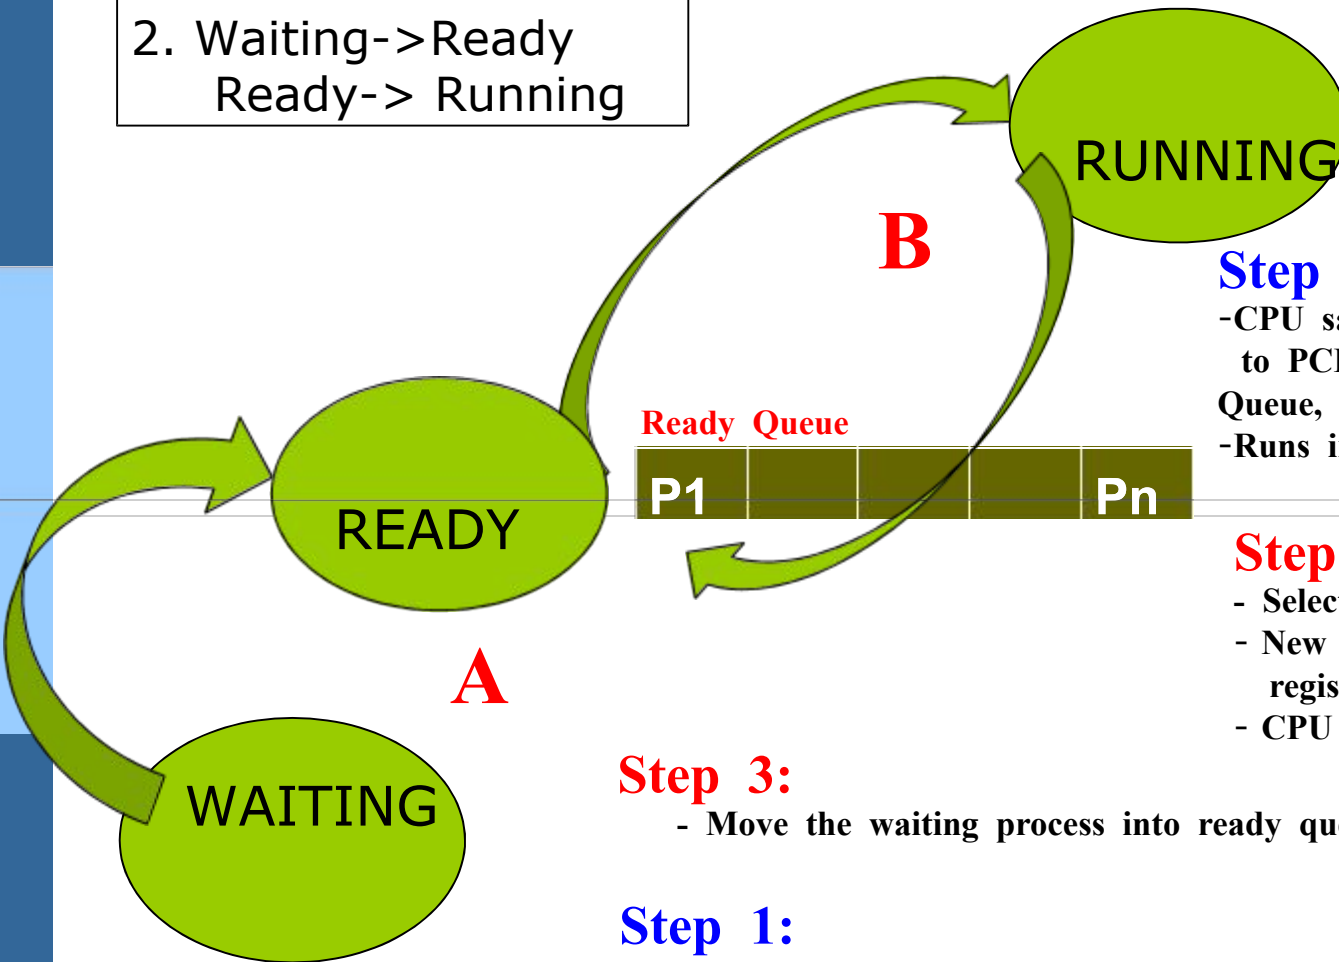 2. Waiting->Ready
Ready-> Running
RUNNING
B
Step
-CPU
to
Queue,
-Runs
Ready Queue
P1
Pn
READY
Step
-
- New
- CPU
A
WAITING
Step 3:
- Move the waiting process into ready
Step 1: